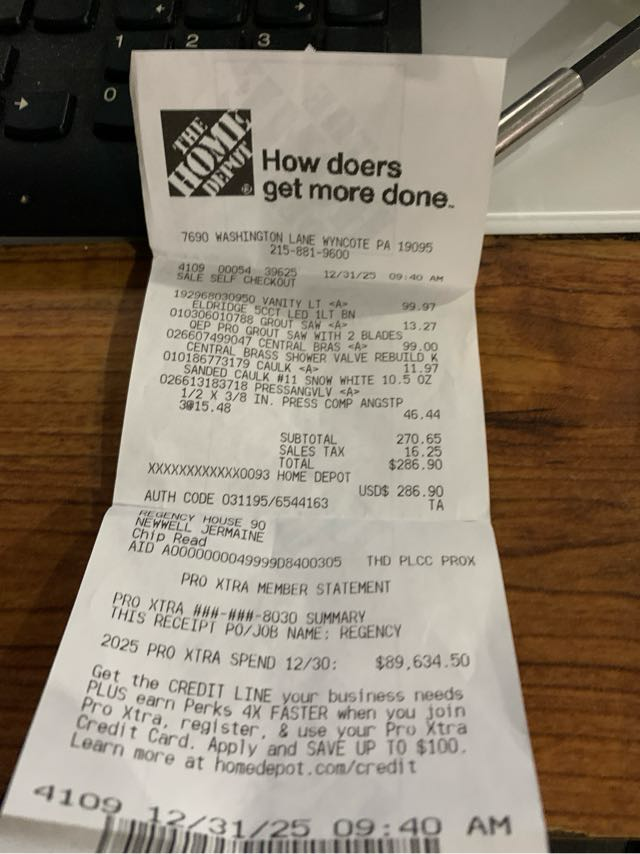 1 2 3
0
THE HOME DEPOT ®
How doers
get more done.™
7690 WASHINGTON LANE WYNCOTE PA 19095
215-881-9600
4109 00054 39625 12/31/25 09:40 AM
SALE SELF CHECKOUT
192968030950 VANITY LT <A> 99.97
ELDRIDGE 5CCT LED 1LT BN
010306010788 GROUT SAW <A> 13.27
QEP PRO GROUT SAW WITH 2 BLADES
026607499047 CENTRAL BRAS <A> 99.00
CENTRAL BRASS SHOWER VALVE REBUILD K
010186773179 CAULK <A> 11.97
SANDED CAULK #11 SNOW WHITE 10.5 OZ
026613183718 PRESSANGVLV <A>
1/2 X 3/8 IN. PRESS COMP ANGSTP
3@15.48 46.44
SUBTOTAL 270.65
SALES TAX 16.25
TOTAL $286.90
XXXXXXXXXXXX0093 HOME DEPOT
USD$ 286.90
AUTH CODE 031195/6544163 TA
REGENCY HOUSE 90
NEWWELL JERMAINE
Chip Read
AID A0000000049999D8400305 THD PLCC PROX
PRO XTRA MEMBER STATEMENT
PRO XTRA ###-###-8030 SUMMARY
THIS RECEIPT PO/JOB NAME: REGENCY
2025 PRO XTRA SPEND 12/30: $89,634.50
Get the CREDIT LINE your business needs
PLUS earn Perks 4X FASTER when you join
Pro Xtra, register, & use your Pro Xtra
Credit Card. Apply and SAVE UP TO $100.
Learn more at homedepot.com/credit
4109 12/31/25 09:40 AM